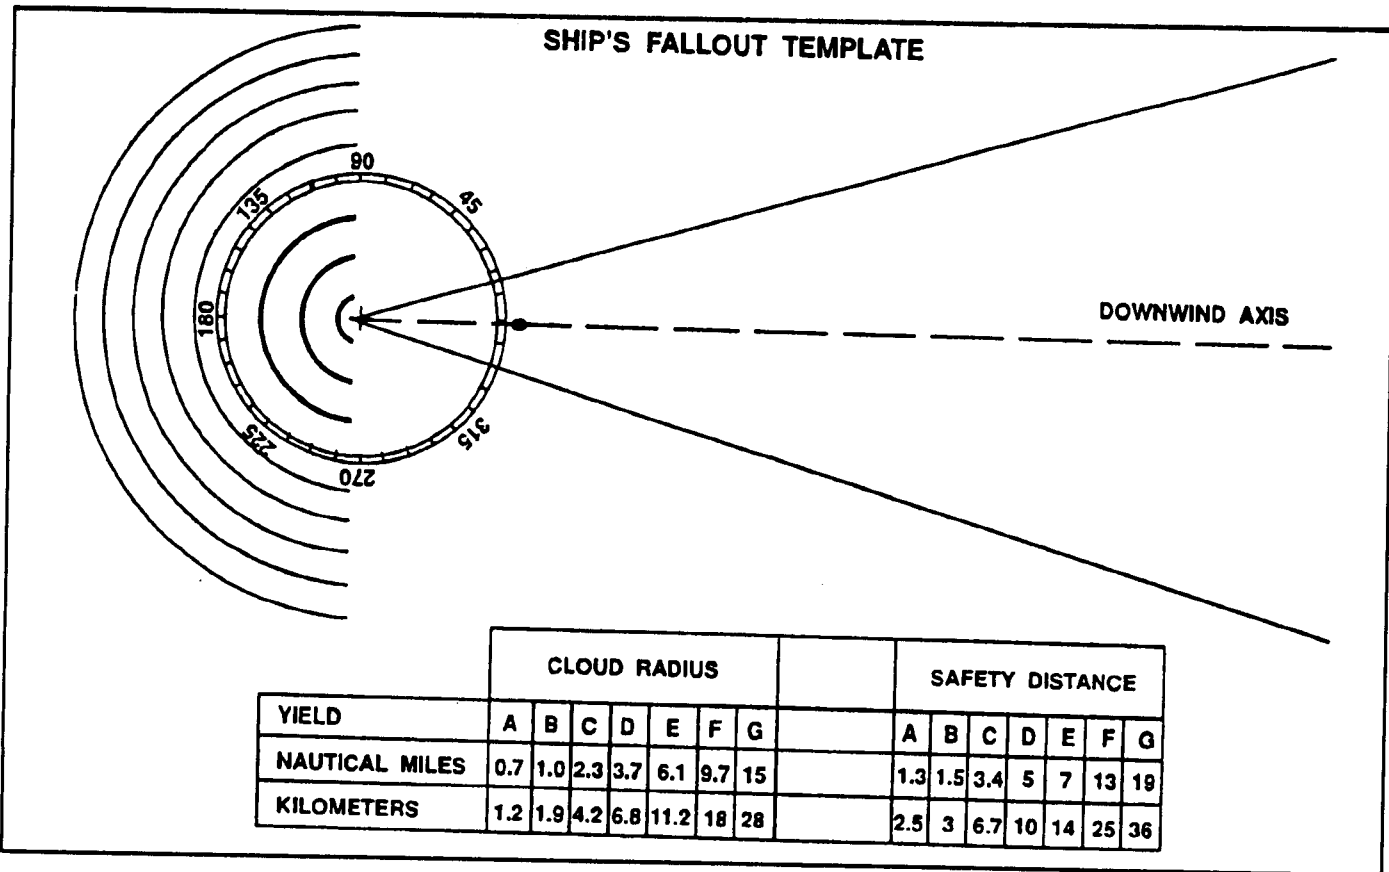 SHIP'S FALLOUT TEMPLATE
90
45
135
180
DOWNWIND AXIS
225
315
270
CLOUD RADIUS SAFETY DISTANCE
YIELD A B C D E F G A B C D E F G
NAUTICAL MILES 0.7 1.0 2.3 3.7 6.1 9.7 15 1.3 1.5 3.4 5 7 13 19
KILOMETERS 1.2 1.9 4.2 6.8 11.2 18 28 2.5 3 6.7 10 14 25 36